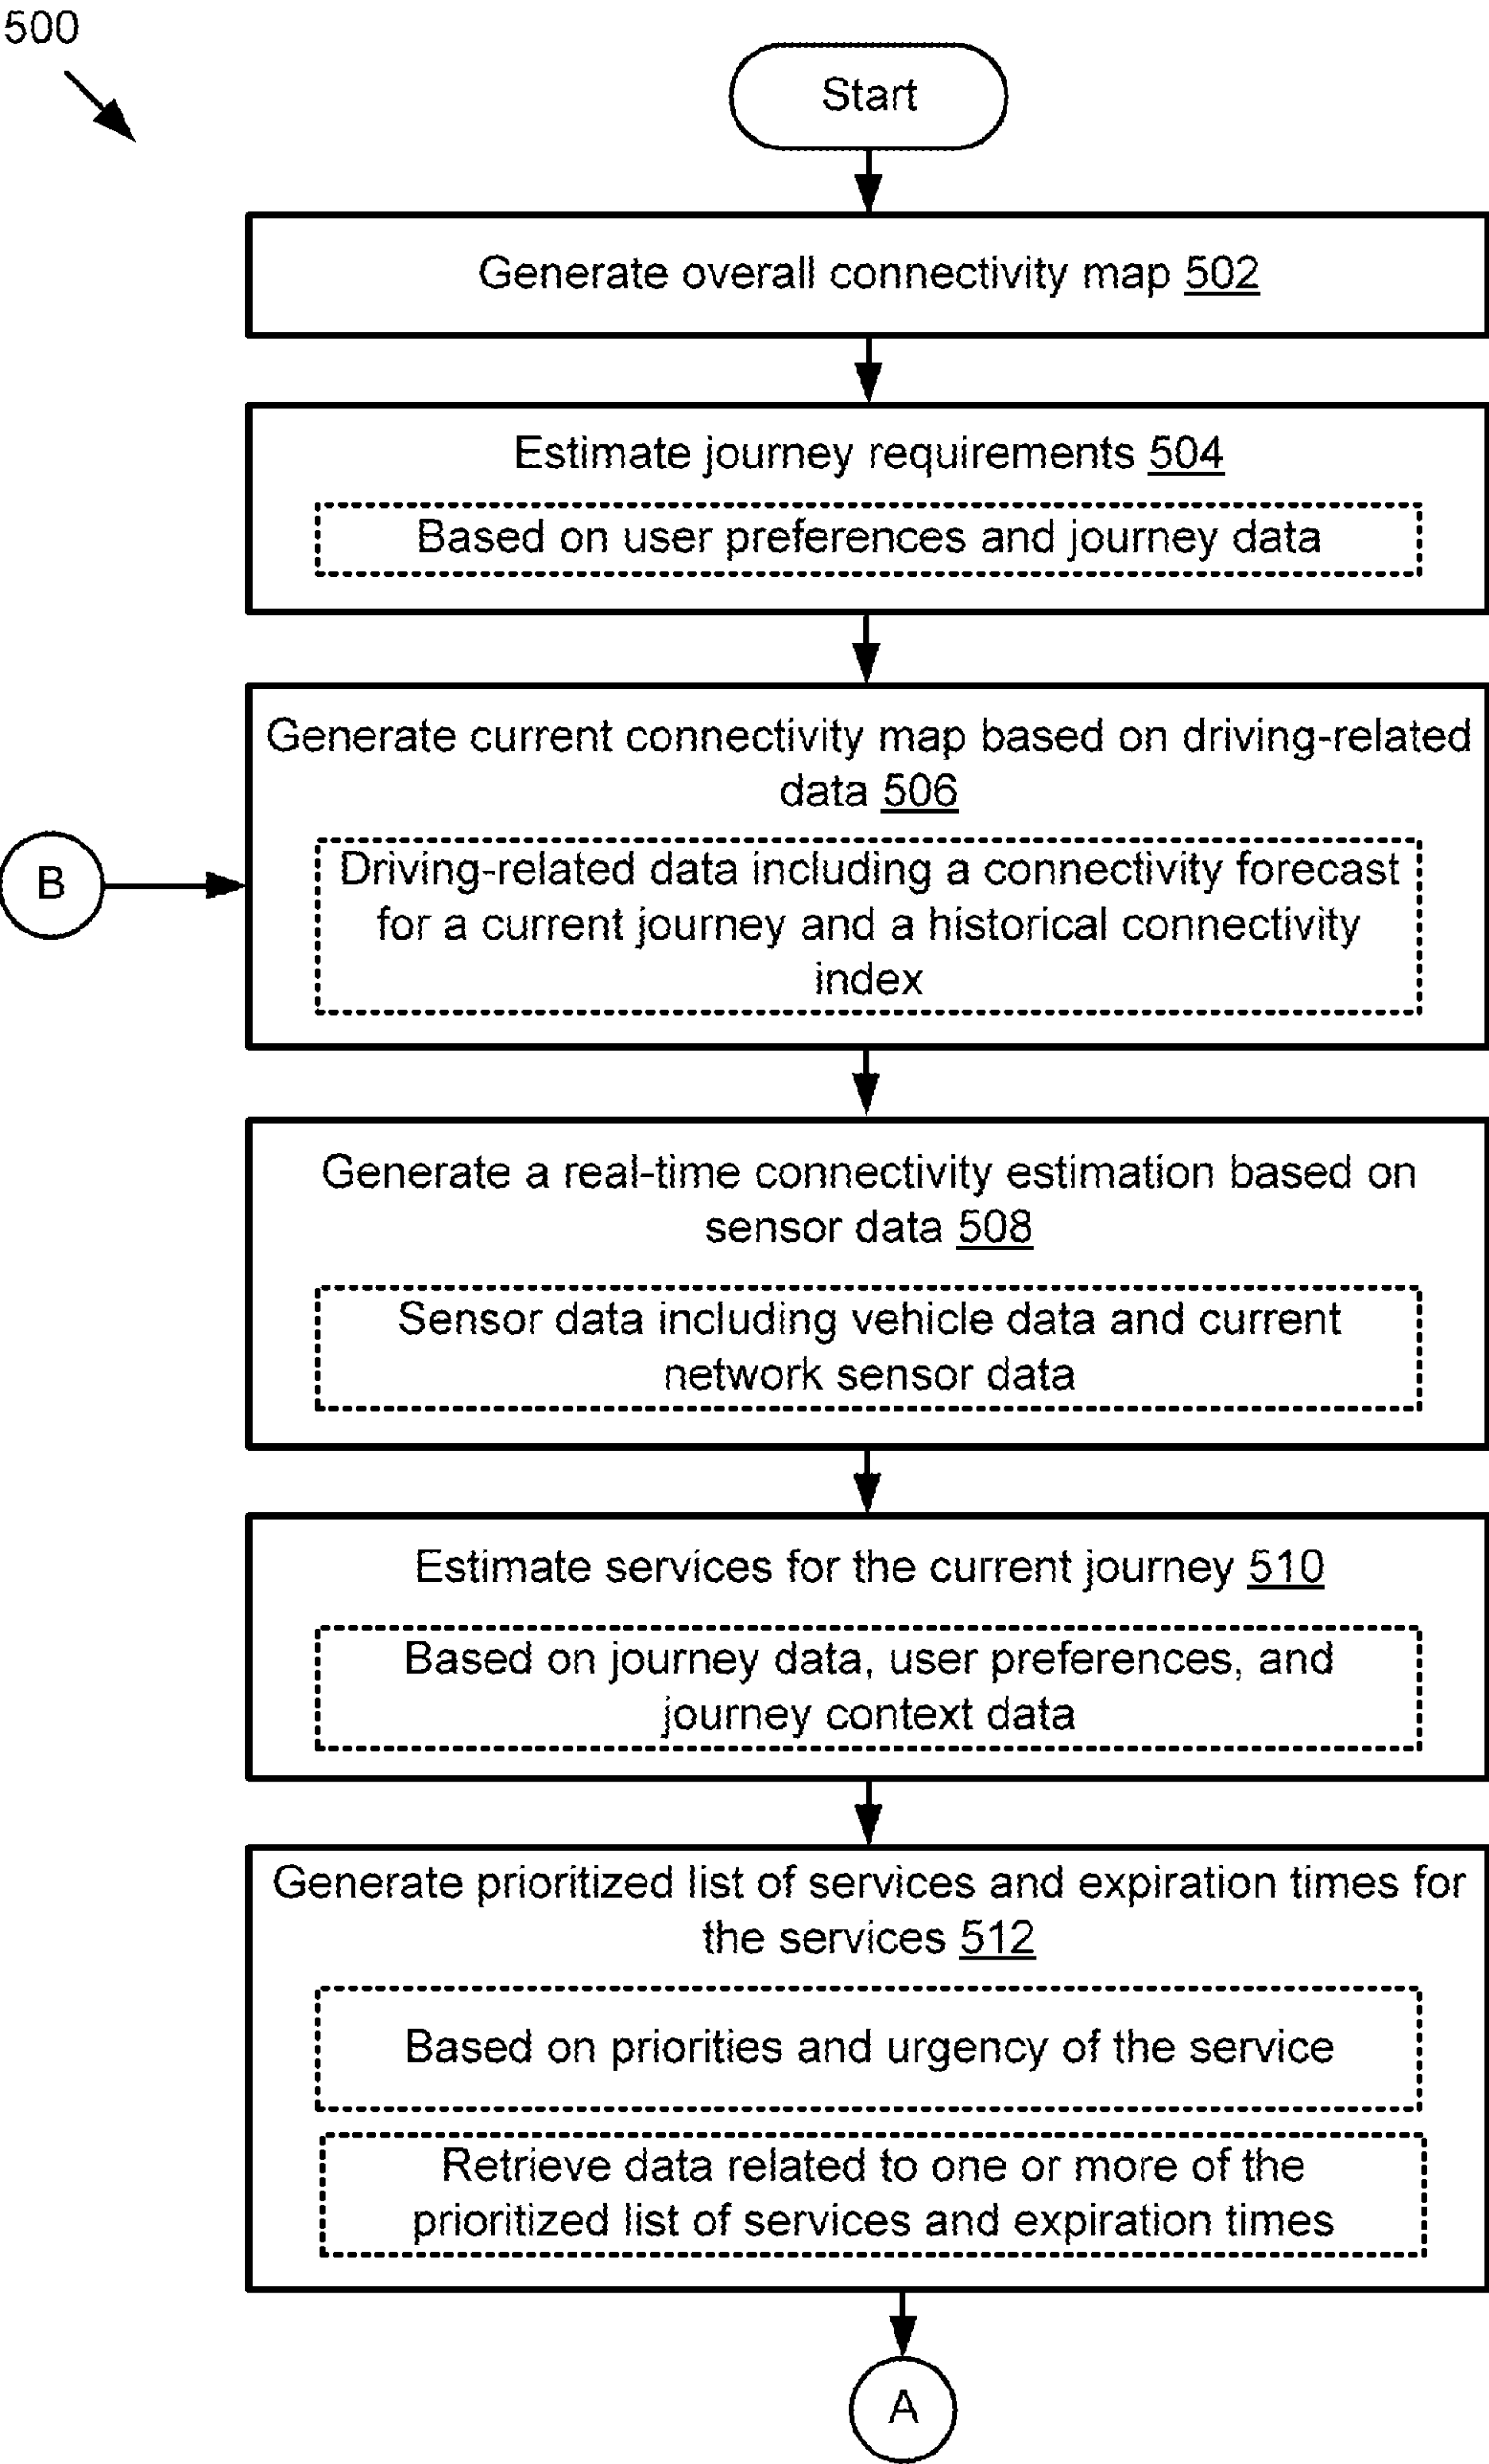 500
Start
Generate overall connectivity map 502
Estimate journey requirements 504
Based on user preferences and journey data
Generate current connectivity map based on driving-related
data 506
B
Driving-related data including a connectivity forecast
for a current journey and a historical connectivity
index
Generate a real-time connectivity estimation based on
sensor data 508
Sensor data including vehicle data and current
network sensor data
Estimate services for the current journey 510
Based on journey data, user preferences, and
journey context data
Generate prioritized list of services and expiration times for
the services 512
Based on priorities and urgency of the service
Retrieve data related to one or more of the
prioritized list of services and expiration times
A